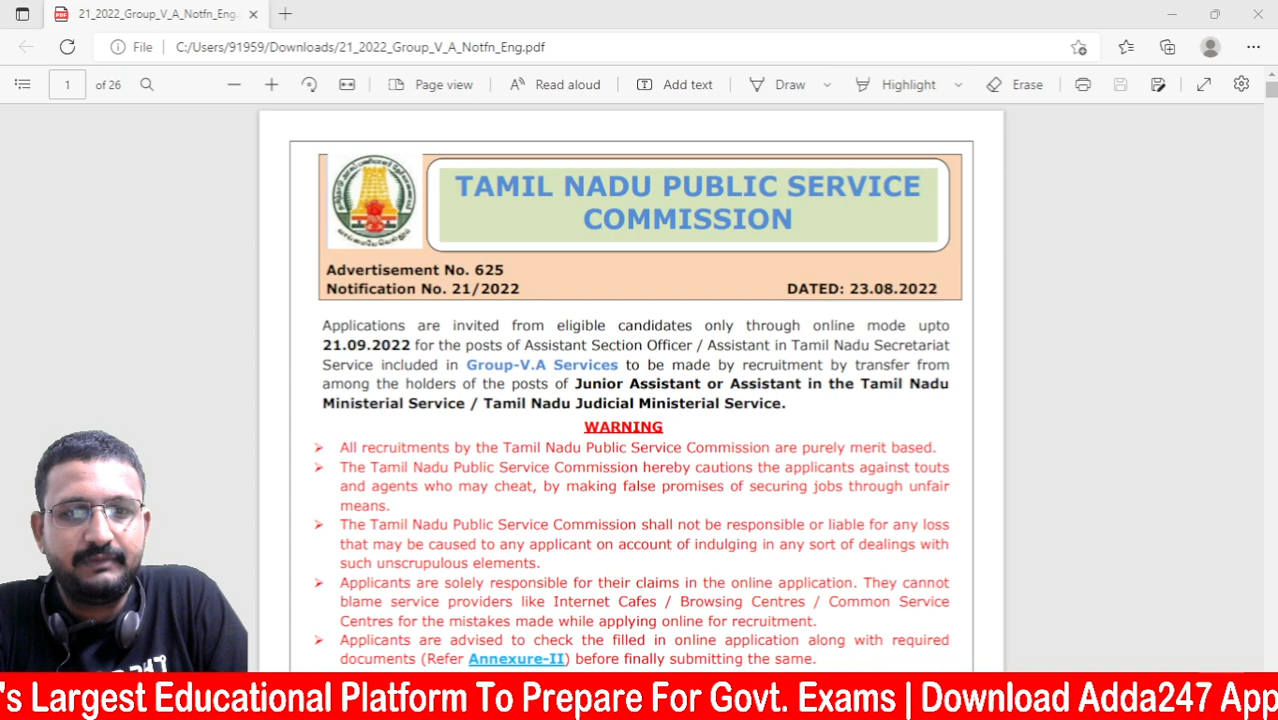 21_2022_Group_V_A_Notfn_Eng.
File C:/Users/91959/Downloads/21_2022_Group_V_A_Notfn_Eng.pdf
1 of 26 Page view Read aloud Add text Draw Highlight Erase
TAMIL NADU PUBLIC SERVICE
COMMISSION
Advertisement No. 625
Notification No. 21/2022 DATED: 23.08.2022
Applications are invited from eligible candidates only through online mode upto
21.09.2022 for the posts of Assistant Section Officer / Assistant in Tamil Nadu Secretariat
Service included in Group-V.A Services to be made by recruitment by transfer from
among the holders of the posts of Junior Assistant or Assistant in the Tamil Nadu
Ministerial Service / Tamil Nadu Judicial Ministerial Service.
WARNING
All recruitments by the Tamil Nadu Public Service Commission are purely merit based.
The Tamil Nadu Public Service Commission hereby cautions the applicants against touts
and agents who may cheat, by making false promises of securing jobs through unfair
means.
The Tamil Nadu Public Service Commission shall not be responsible or liable for any loss
that may be caused to any applicant on account of indulging in any sort of dealings with
such unscrupulous elements.
Applicants are solely responsible for their claims in the online application. They cannot
blame service providers like Internet Cafes / Browsing Centres / Common Service
Centres for the mistakes made while applying online for recruitment.
Applicants are advised to check the filled in online application along with required
documents (Refer Annexure-II) before finally submitting the same.
's Largest Educational Platform To Prepare For Govt. Exams | Download Adda247 App